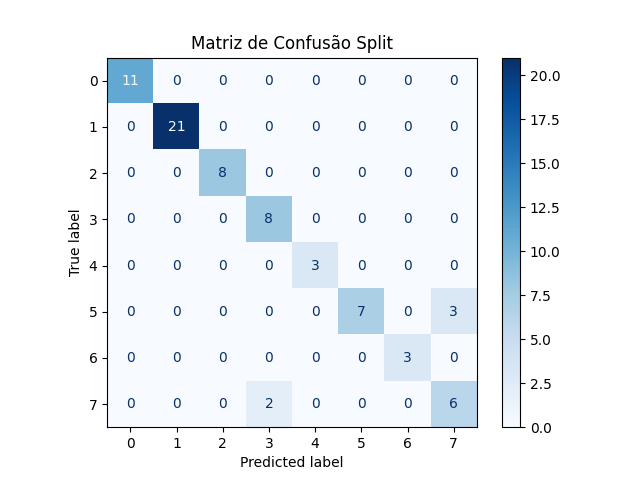 Matriz de Confusão Split
0 11 0 0 0 0 0 0 0
1 0 21 0 0 0 0 0 0
2 0 0 8 0 0 0 0 0
3 0 0 0 8 0 0 0 0
4 0 0 0 0 3 0 0 0
5 0 0 0 0 0 7 0 3
6 0 0 0 0 0 0 3 0
7 0 0 0 2 0 0 0 6
0 1 2 3 4 5 6 7
True label
Predicted label
20.0
17.5
15.0
12.5
10.0
7.5
5.0
2.5
0.0